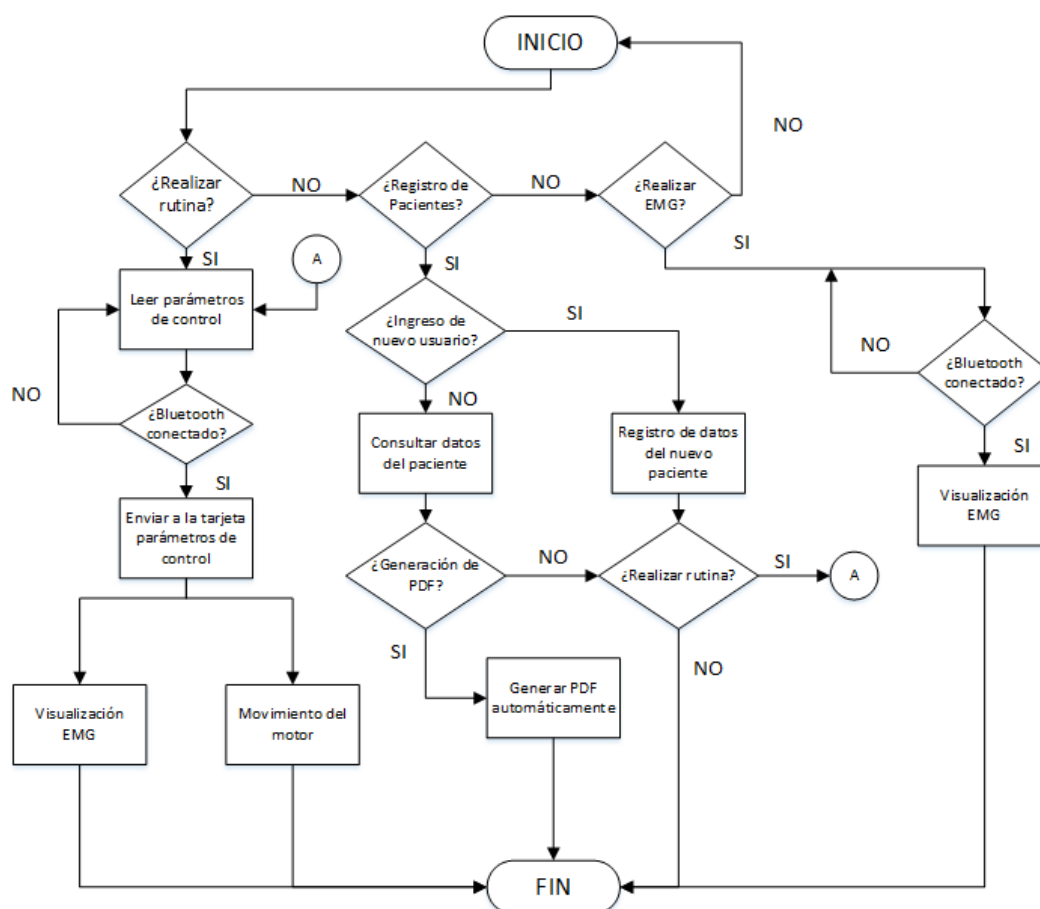 INICIO
NO
¿Realizar
rutina?
NO
¿Registro de
Pacientes?
NO
¿Realizar
EMG?
SI
A
SI
SI
Leer parámetros
de control
¿Ingreso de
nuevo usuario?
SI
NO
¿Bluetooth
conectado?
NO
¿Bluetooth
conectado?
NO
Consultar datos
del paciente
Registro de datos
del nuevo
paciente
SI
SI
Visualización
EMG
Enviar a la tarjeta
parámetros de
control
¿Generación de
PDF?
NO
¿Realizar rutina?
SI
A
SI
NO
Visualización
EMG
Movimiento del
motor
Generar PDF
automáticamente
FIN